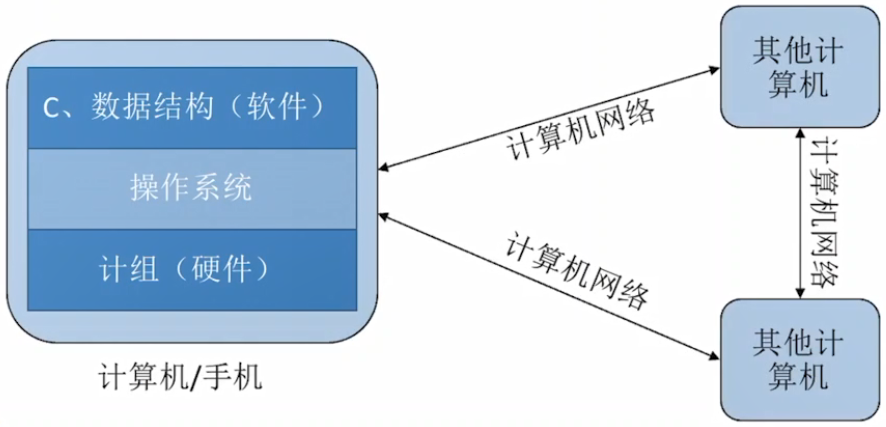 C、数据结构（软件）
操作系统
计组（硬件）
计算机/手机
计算机网络
计算机网络
其他计
算机
计算机网络
其他计
算机